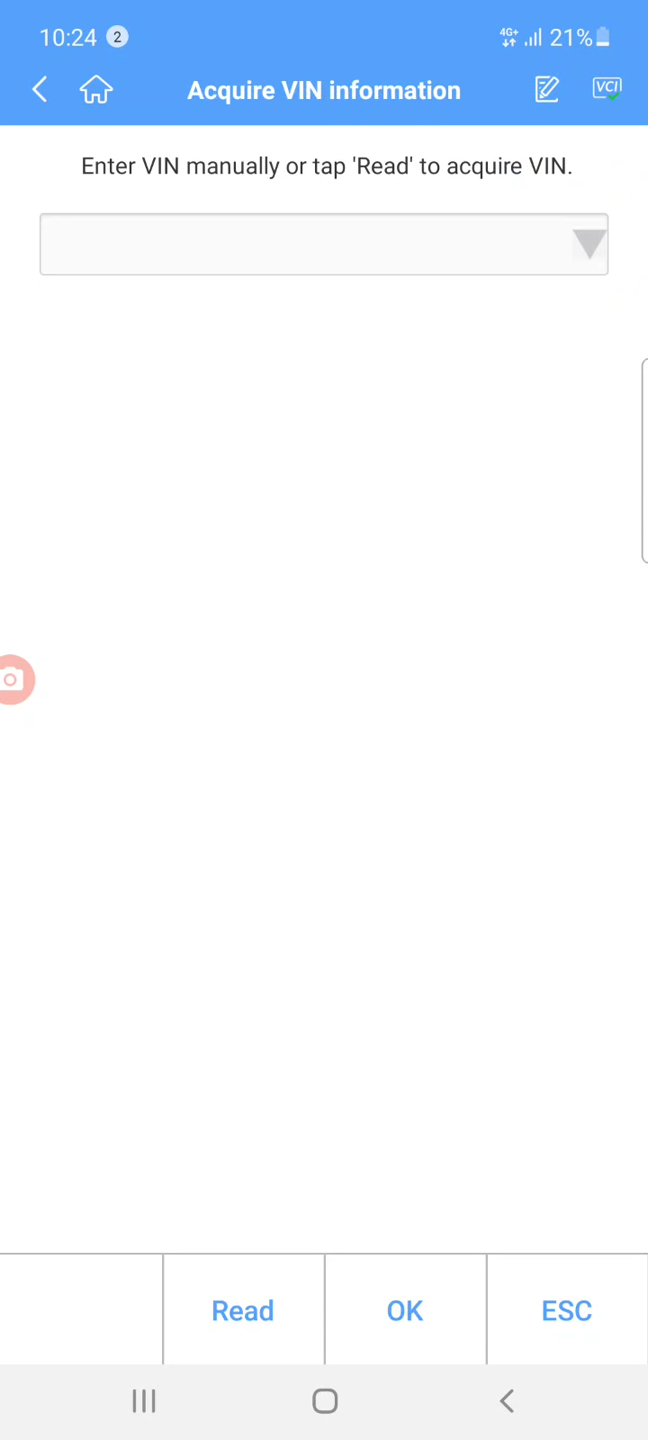 10:24 2 4G+ 21%
Acquire VIN information VCI
Enter VIN manually or tap 'Read' to acquire VIN.
Read OK ESC